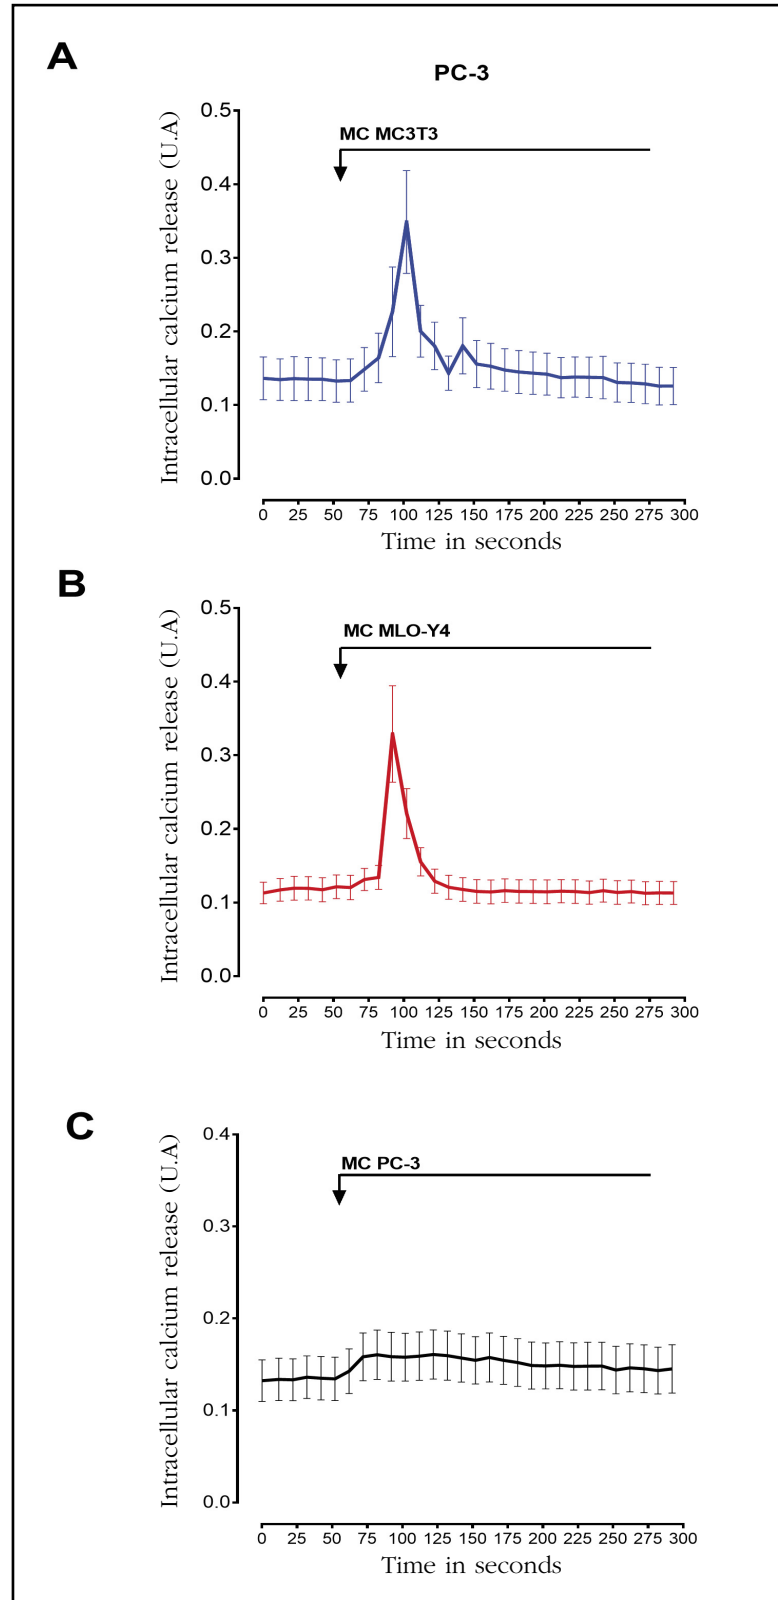 A
PC-3
Intracellular calcium release (U.A)
0.5
0.4
0.3
0.2
0.1
0.0
MC MC3T3
0 25 50 75 100 125 150 175 200 225 250 275 300
Time in seconds
B
Intracellular calcium release (U.A)
0.5
0.4
0.3
0.2
0.1
0.0
MC MLO-Y4
0 25 50 75 100 125 150 175 200 225 250 275 300
Time in seconds
C
Intracellular calcium release (U.A)
0.4
0.3
0.2
0.1
0.0
MC PC-3
0 25 50 75 100 125 150 175 200 225 250 275 300
Time in seconds